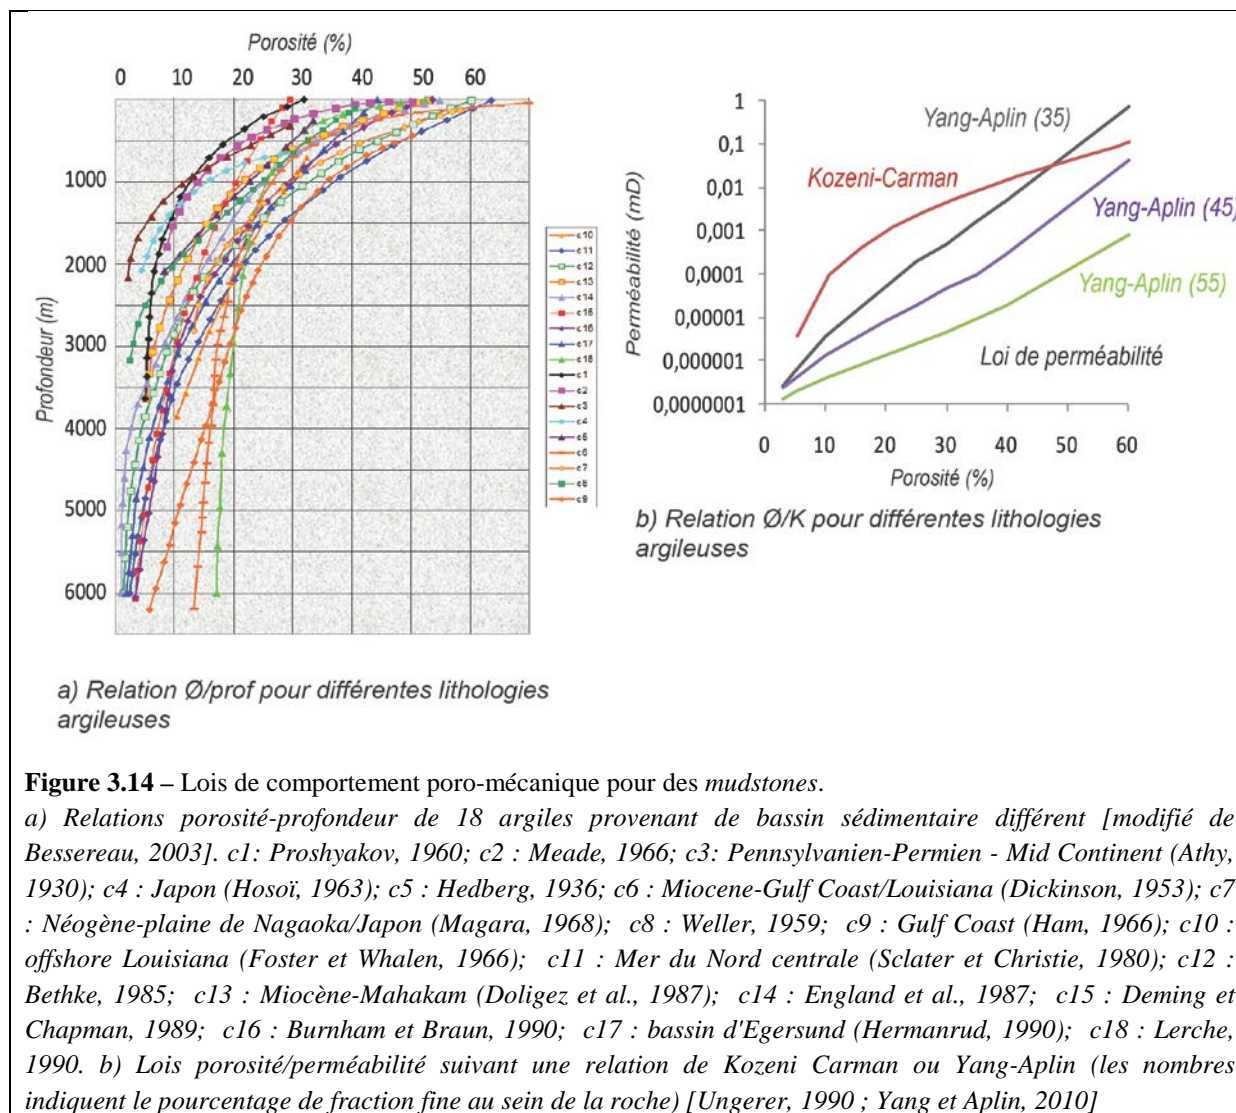 Porosité (%)
0 10 20 30 40 50 60
1000
2000
3000
4000
5000
6000
Profondeur (m)
c10
c11
c12
c13
c14
c15
c16
c17
c18
c1
c2
c3
c4
c5
c6
c7
c8
c9
a) Relation Ø/prof pour différentes lithologies
argileuses
1
0,1
0,01
0,001
0,0001
0,00001
0,000001
0,0000001
Perméabilité (mD)
Yang-Aplin (35)
Kozeni-Carman
Yang-Aplin (45)
Yang-Aplin (55)
Loi de perméabilité
0 10 20 30 40 50 60
Porosité (%)
b) Relation Ø/K pour différentes lithologies
argileuses
Figure 3.14 – Lois de comportement poro-mécanique pour des mudstones.
a) Relations porosité-profondeur de 18 argiles provenant de bassin sédimentaire différent [modifié de
Bessereau, 2003]. c1: Proshyakov, 1960; c2 : Meade, 1966; c3: Pennsylvanien-Permien - Mid Continent (Athy,
1930); c4 : Japon (Hosoï, 1963); c5 : Hedberg, 1936; c6 : Miocene-Gulf Coast/Louisiana (Dickinson, 1953); c7
: Néogène-plaine de Nagaoka/Japon (Magara, 1968); c8 : Weller, 1959; c9 : Gulf Coast (Ham, 1966); c10 :
offshore Louisiana (Foster et Whalen, 1966); c11 : Mer du Nord centrale (Sclater et Christie, 1980); c12 :
Bethke, 1985; c13 : Miocène-Mahakam (Doligez et al., 1987); c14 : England et al., 1987; c15 : Deming et
Chapman, 1989; c16 : Burnham et Braun, 1990; c17 : bassin d'Egersund (Hermanrud, 1990); c18 : Lerche,
1990. b) Lois porosité/perméabilité suivant une relation de Kozeni Carman ou Yang-Aplin (les nombres
indiquent le pourcentage de fraction fine au sein de la roche) [Ungerer, 1990 ; Yang et Aplin, 2010]